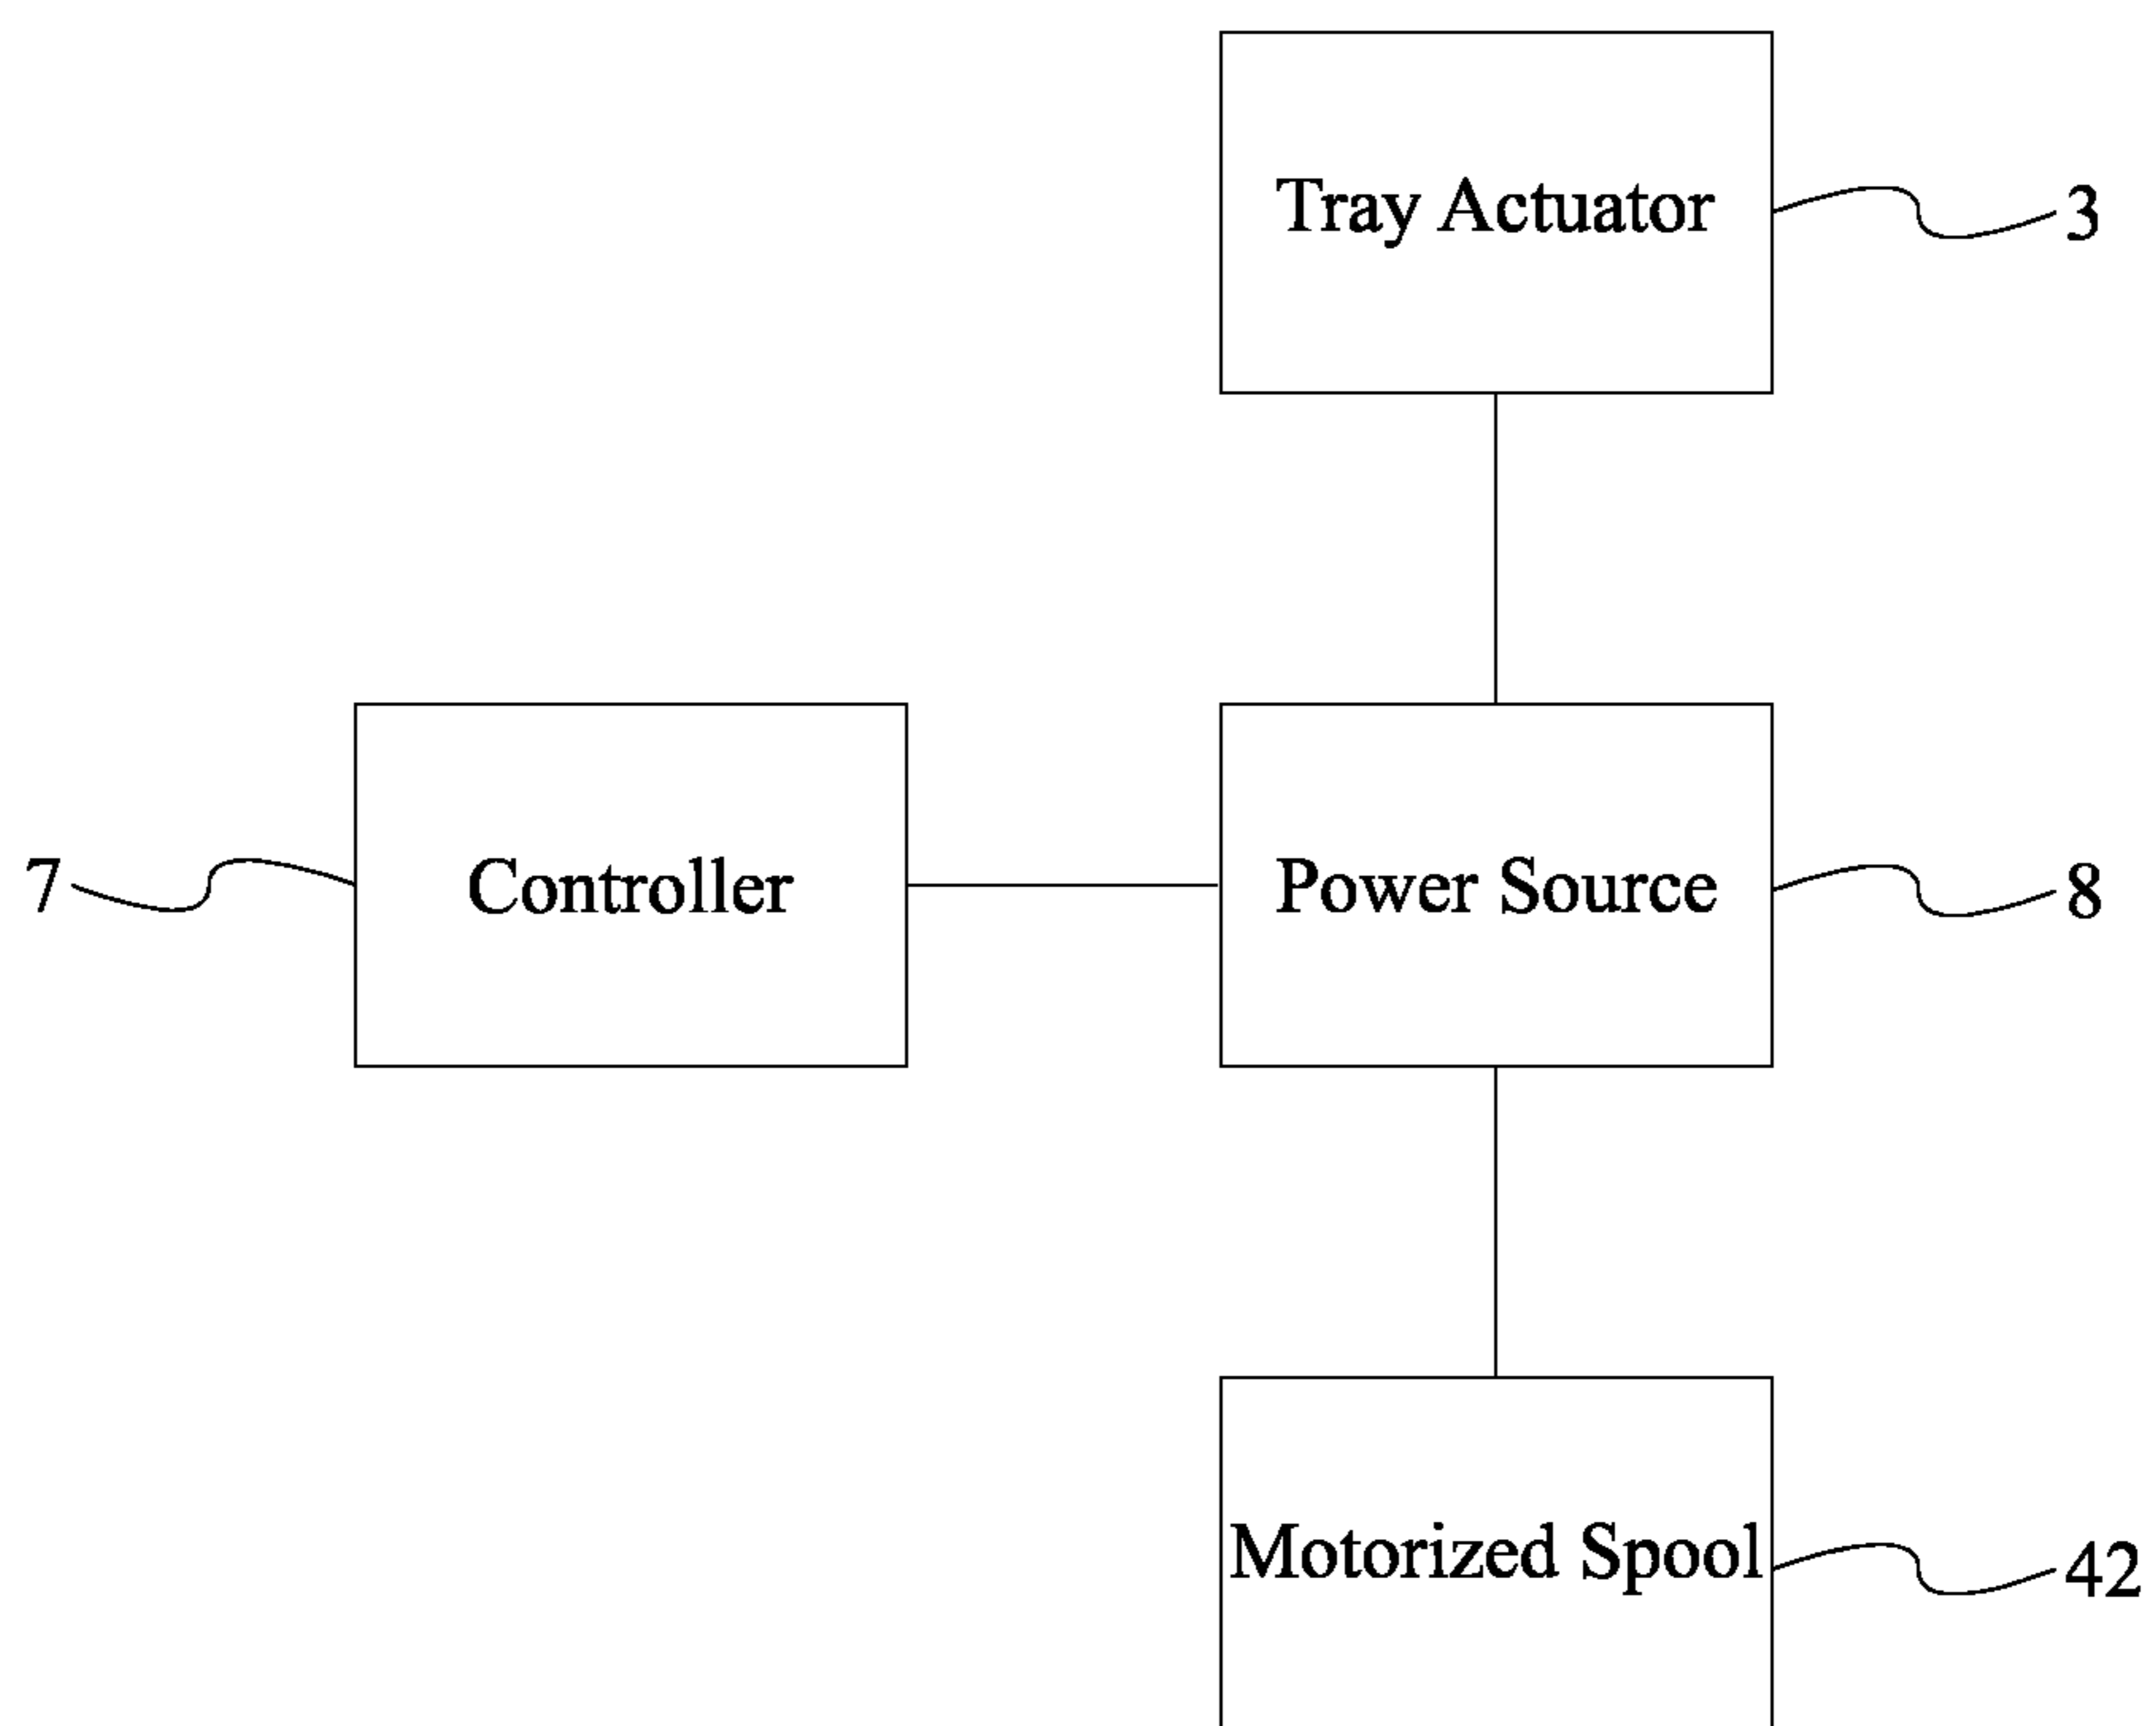 Tray Actuator
3
7
Controller
Power Source
8
Motorized Spool
42